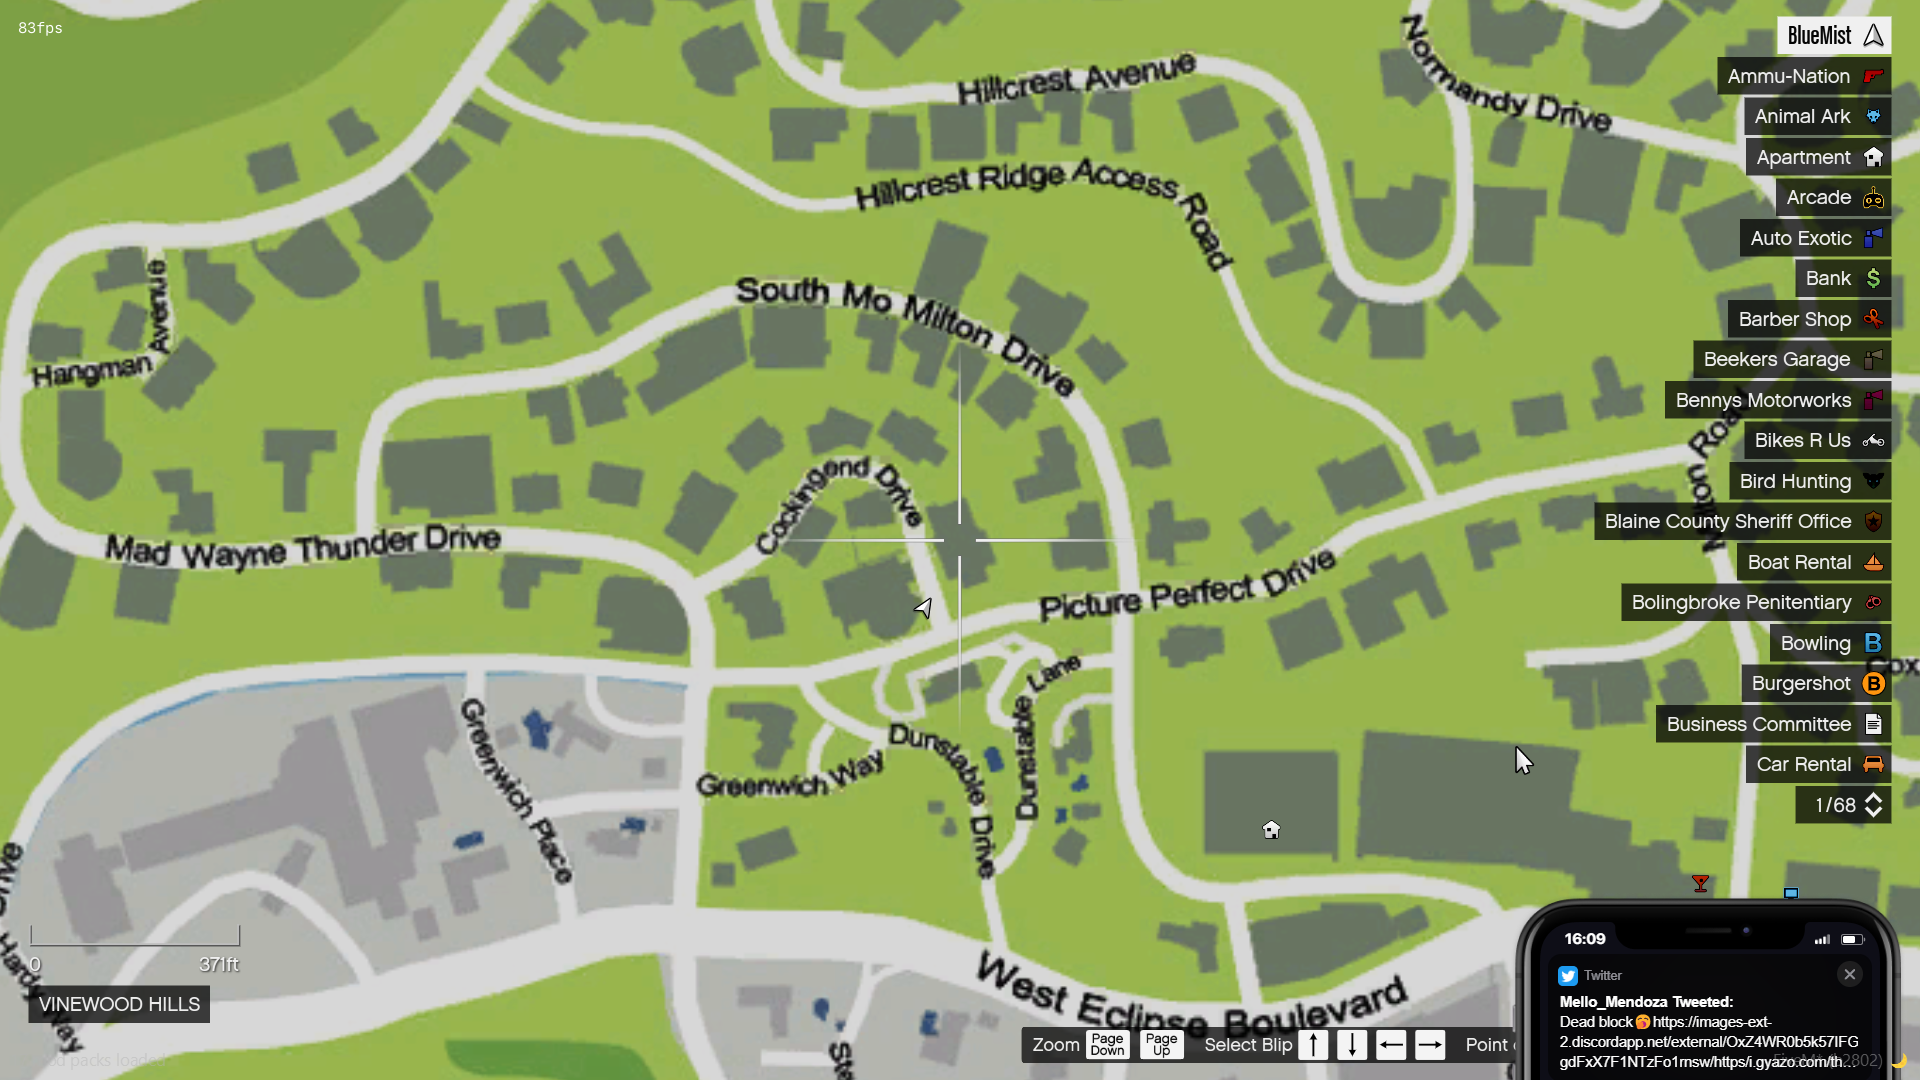 83fps
BlueMist
Ammu-Nation
Animal Ark
Apartment
Arcade
Auto Exotic
Bank
Barber Shop
Beekers Garage
Bennys Motorworks
Bikes R Us
Bird Hunting
Blaine County Sheriff Office
Boat Rental
Bolingbroke Penitentiary
Bowling
Burgershot
Business Committee
Car Rental
1/68
Normandy Drive
Hillcrest Avenue
Hillcrest Ridge Access Road
South Mo Milton Drive
Hangman Avenue
Cockingend Drive
Mad Wayne Thunder Drive
Picture Perfect Drive
Milton Road
Dunstable Lane
Dunstable Drive
Greenwich Way
Greenwich Place
West Eclipse Boulevard
0
371ft
VINEWOOD HILLS
packs loaded
Zoom Page Down Page Up Select Blip ↑ ↓ ← → Point
16:09
Twitter
Mello_Mendoza Tweeted:
Dead block🥱https://images-ext-
2.discordapp.net/external/OxZ4WR0b5k57IFG
gdFxX7F1NTzFo1rnsw/https/i.gyazo.com/th...